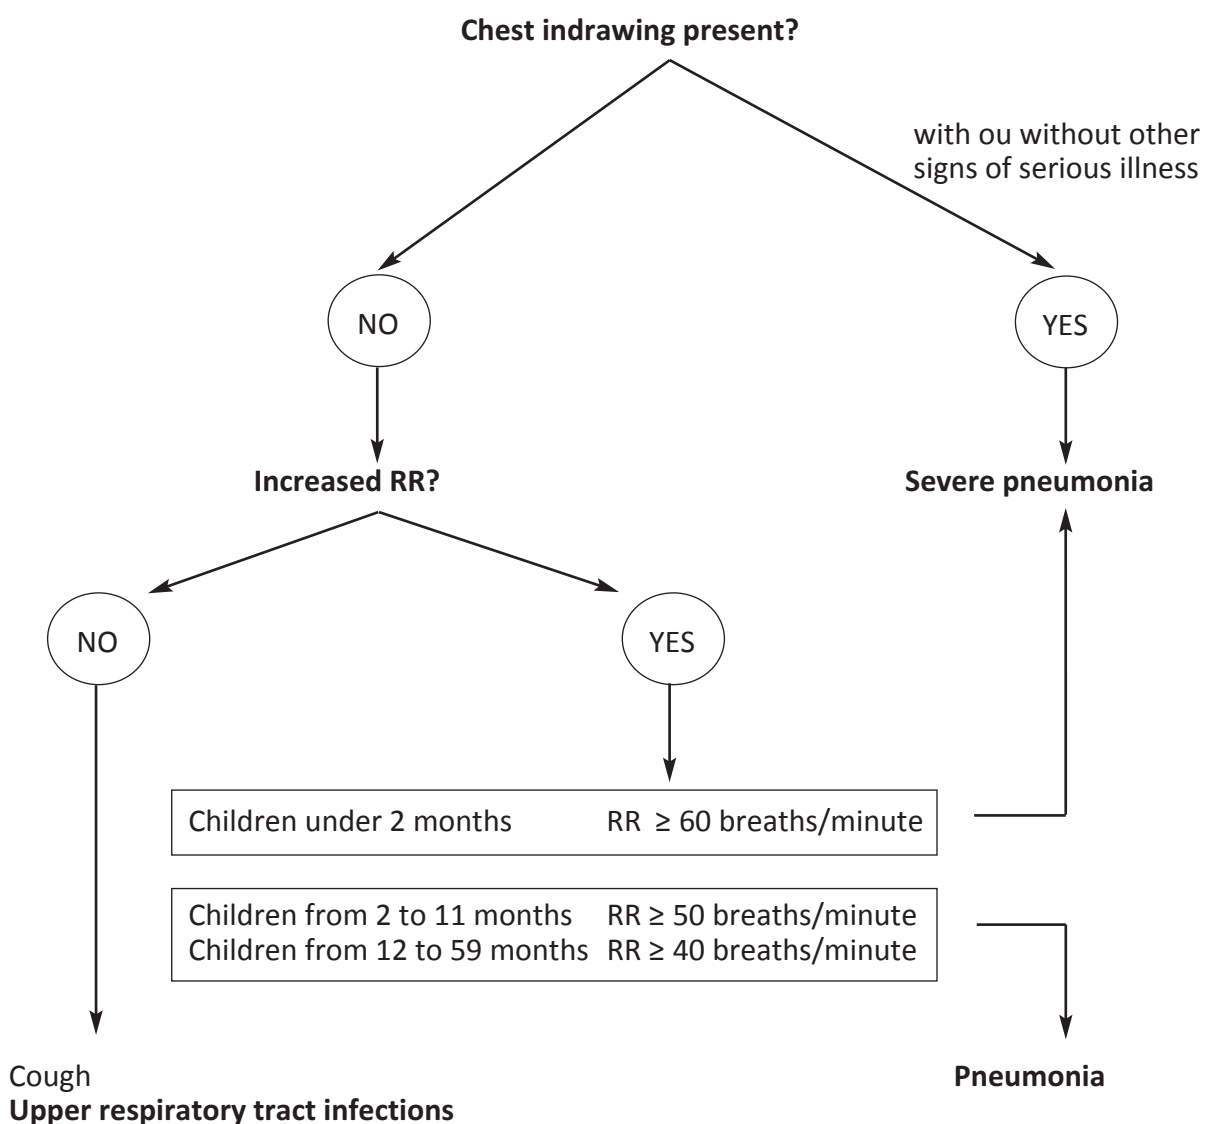 Chest indrawing present?
with ou without other
signs of serious illness
NO
YES
Increased RR?
Severe pneumonia
NO
YES
Children under 2 months RR ≥ 60 breaths/minute
Children from 2 to 11 months RR ≥ 50 breaths/minute
Children from 12 to 59 months RR ≥ 40 breaths/minute
Cough
Upper respiratory tract infections
Pneumonia